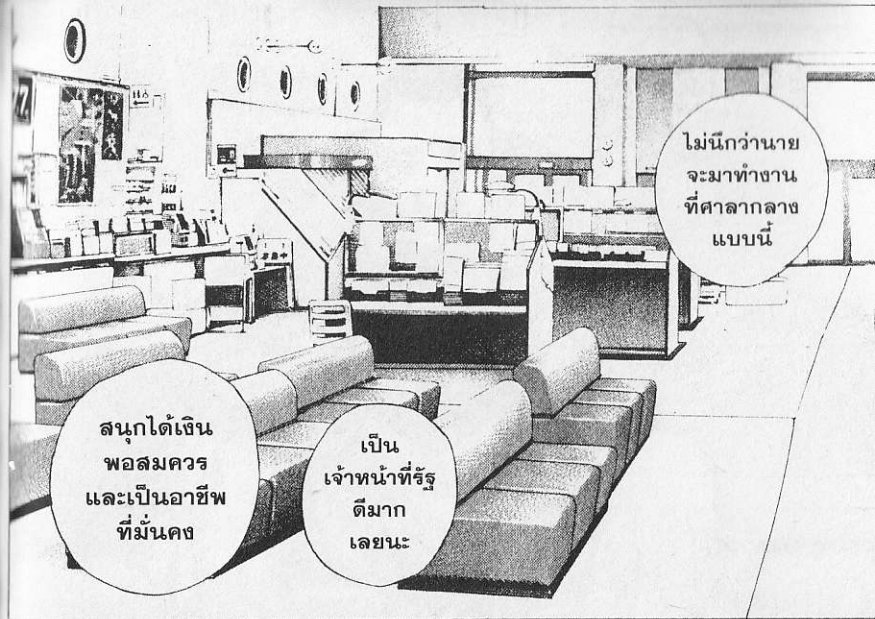 ไม่นึกว่านาย
จะมาทำงาน
ที่ศาลากลาง
แบบนี้
เป็น
เจ้าหน้าที่รัฐ
ดีมาก
เลยนะ
สนุกได้เงิน
พอสมควร
และเป็นอาชีพ
ที่มั่นคง